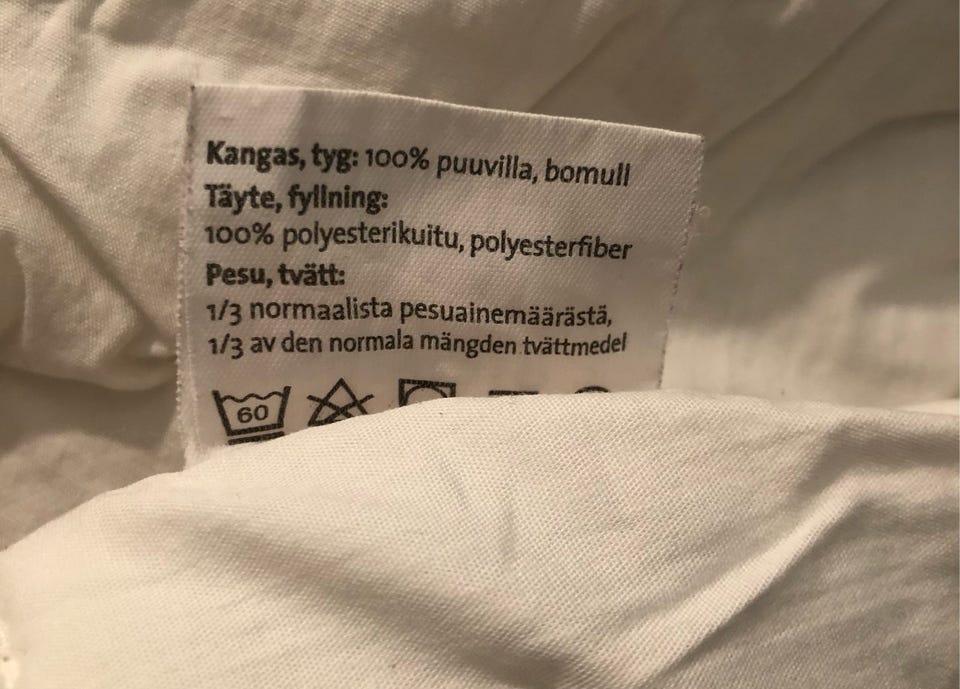 Kangas, tyg: 100% puuvilla, bomull
Täyte, fyllning:
100% polyesterikuitu, polyesterfiber
Pesu, tvätt:
1/3 normaalista pesuainemäärästä,
1/3 av den normala mängden tvättmedel
60